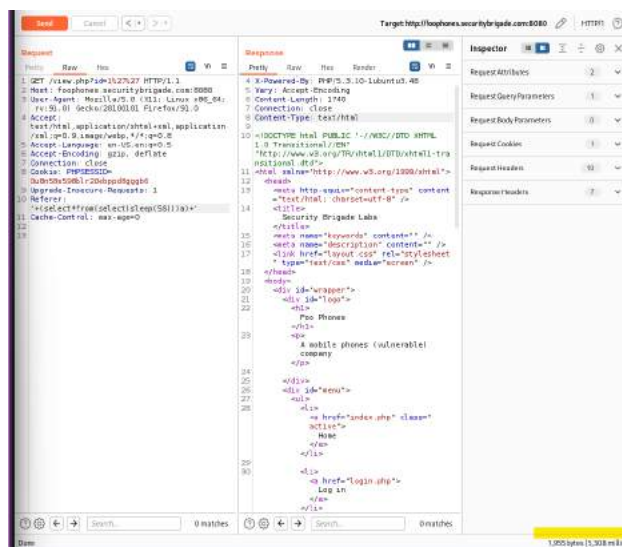 Send
Cancel
Target: http://foophones.securitybrigade.com:8080
HTTP/1
Request
Pretty Raw Hex
1 GET /view.php?id=1%27%27 HTTP/1.1
2 Host: foophones.securitybrigade.com:8080
3 User-Agent: Mozilla/5.0 (X11; Linux x86_64;
rv:91.0) Gecko/20100101 Firefox/91.0
4 Accept:
text/html,application/xhtml+xml,application
/xml;q=0.9,image/webp,*/*;q=0.8
5 Accept-Language: en-US,en;q=0.5
6 Accept-Encoding: gzip, deflate
7 Connection: close
8 Cookie: PHPSESSID=
9 Upgrade-Insecure-Requests: 1
10 Referer:
11 Cache-Control: max-age=0
12
13
Search...
0 matches
Response
Pretty Raw Hex Render
4 X-Powered-By: PHP/5.3.10-1ubuntu3.48
5 Vary: Accept-Encoding
6 Content-Length: 1740
7 Connection: close
8 Content-Type: text/html
9
10 <!DOCTYPE html PUBLIC "-//W3C//DTD XHTML
1.0 Transitional//EN"
"http://www.w3.org/TR/xhtml1/DTD/xhtml1-tra
nsitional.dtd">
11 <html xmlns="http://www.w3.org/1999/xhtml">
12 <head>
13 <meta http-equiv="content-type" content
="text/html; charset=utf-8" />
14 <title>
Security Brigade Labs
</title>
15 <meta name="keywords" content="" />
16 <meta name="description" content="" />
17 <link href="layout.css" rel="stylesheet
" type="text/css" media="screen" />
18 </head>
19 <body>
20 <div id="wrapper">
21 <div id="logo">
22 <h1>
Foo Phones
</h1>
23 <p>
A mobile phones (vulnerable)
company
</p>
24
25 </div>
26 <div id="menu">
27 <ul>
28 <li>
<a href="index.php" class="
active">
Home
</a>
</li>
29
30 <li>
<a href="login.php">
Log in
</a>
</li>
Search...
0 matches
Inspector
Request Attributes 2
Request Query Parameters 1
Request Body Parameters 0
Request Cookies 1
Request Headers 10
Response Headers 7
Done